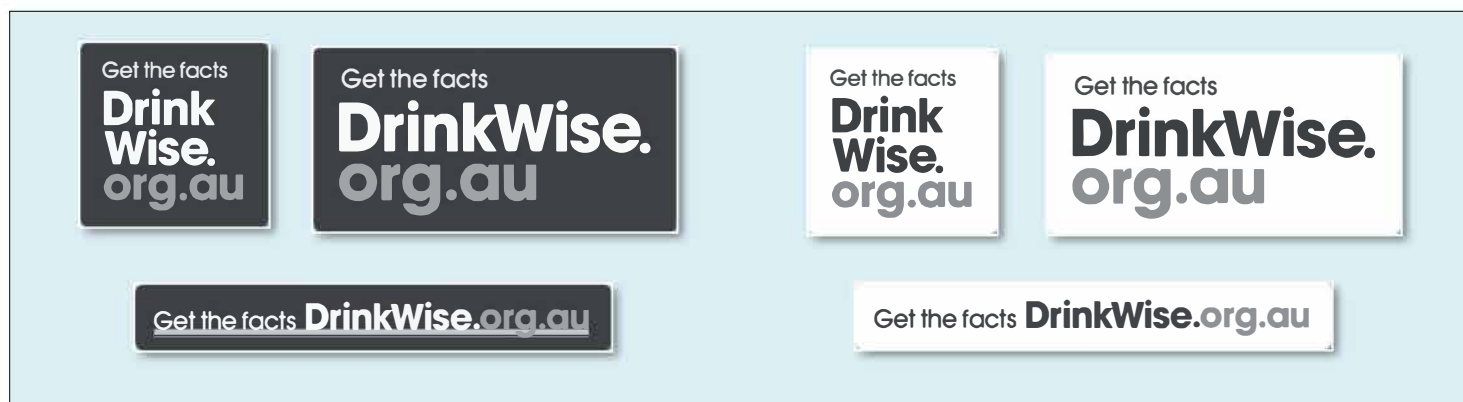 Get the facts
Drink
Wise.
org.au
Get the facts
DrinkWise.
org.au
Get the facts
Drink
Wise.
org.au
Get the facts
DrinkWise.
org.au
Get the facts DrinkWise.org.au
Get the facts DrinkWise.org.au